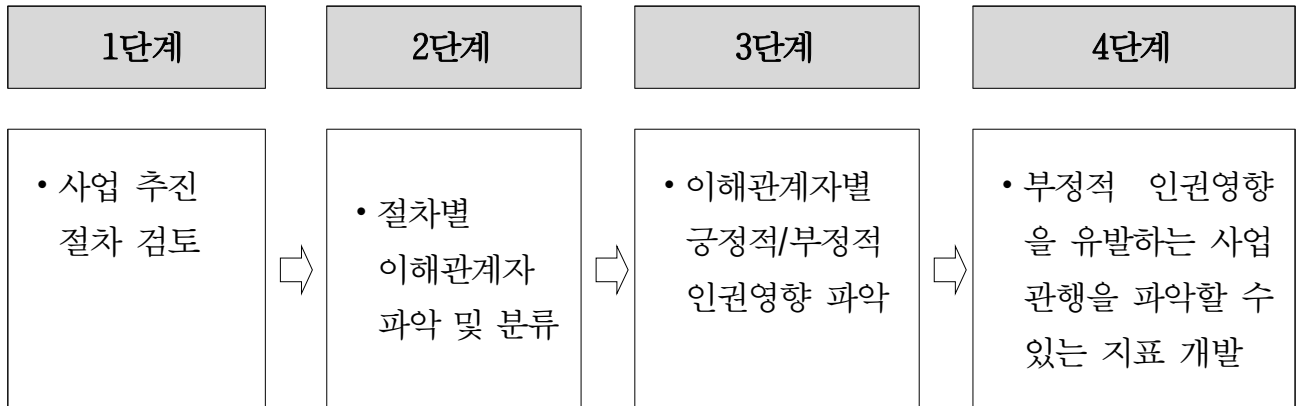 1단계
2단계
3단계
4단계
• 사업 추진
절차 검토
• 절차별
이해관계자
파악 및 분류
• 이해관계자별
긍정적/부정적
인권영향 파악
• 부정적 인권영향
을 유발하는 사업
관행을 파악할 수
있는 지표 개발